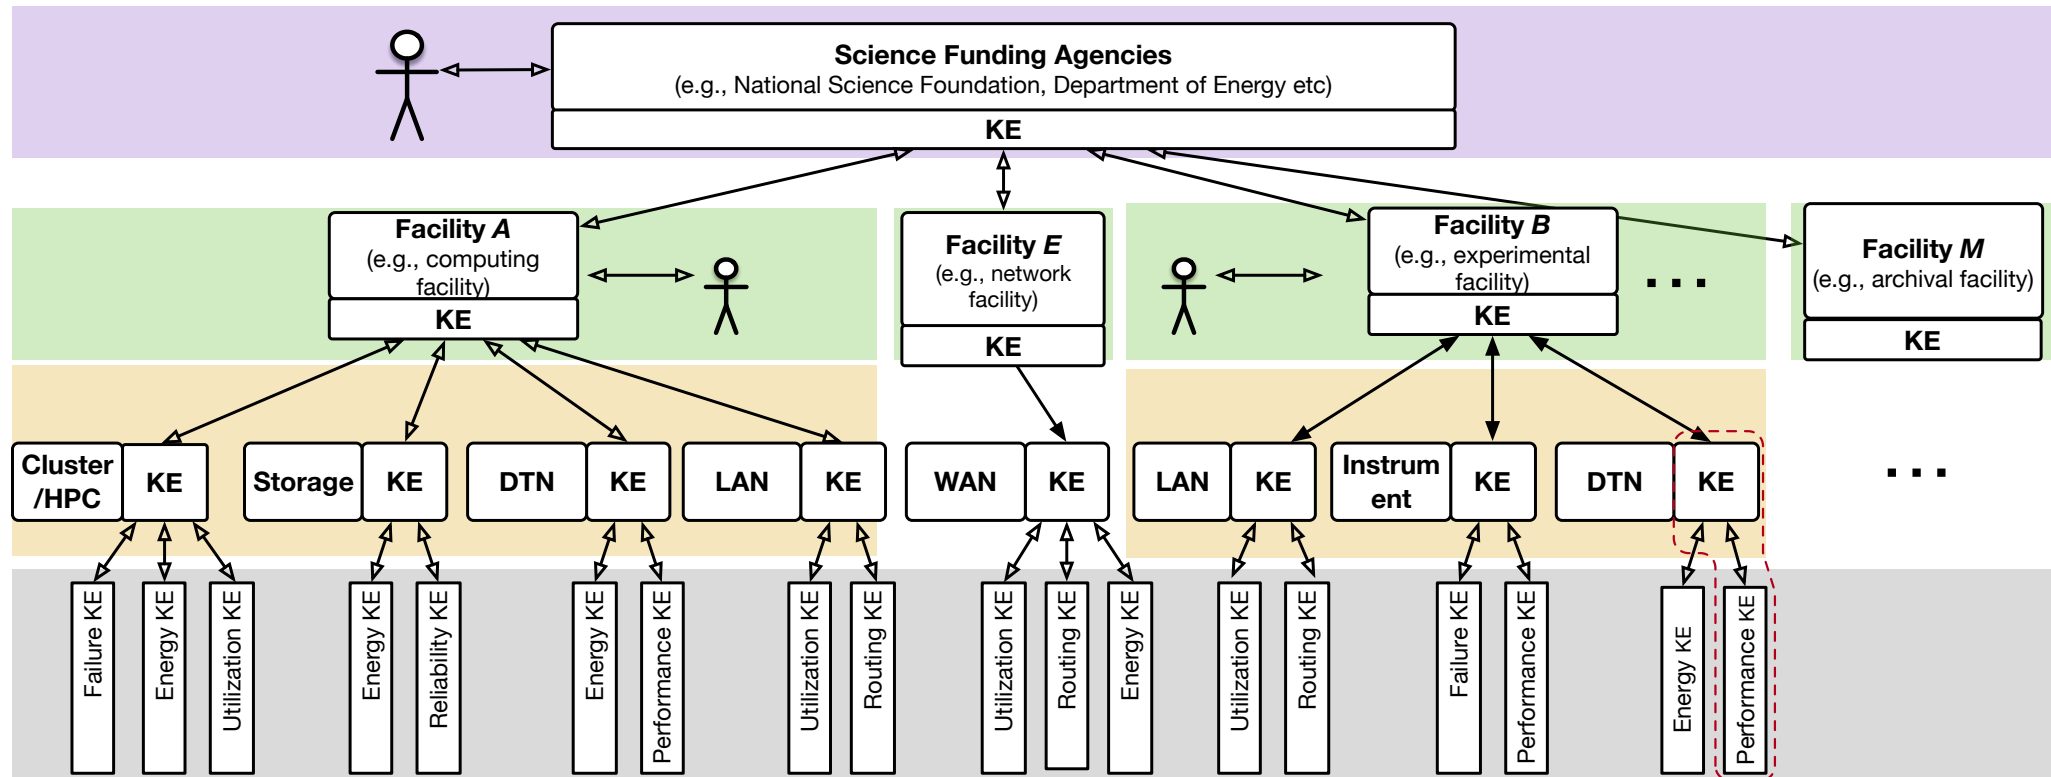 Science Funding Agencies
(e.g., National Science Foundation, Department of Energy etc)
KE
Facility A
(e.g., computing
facility)
KE
Facility E
(e.g., network
facility)
KE
Facility B
(e.g., experimental
facility)
KE
...
Facility M
(e.g., archival facility)
KE
Cluster
/HPC
KE
Storage
KE
DTN
KE
LAN
KE
WAN
KE
LAN
KE
Instrum
ent
KE
DTN
KE
...
Failure KE
Energy KE
Utilization KE
Energy KE
Reliability KE
Energy KE
Performance KE
Utilization KE
Routing KE
Utilization KE
Routing KE
Energy KE
Utilization KE
Routing KE
Failure KE
Performance KE
Energy KE
Performance KE